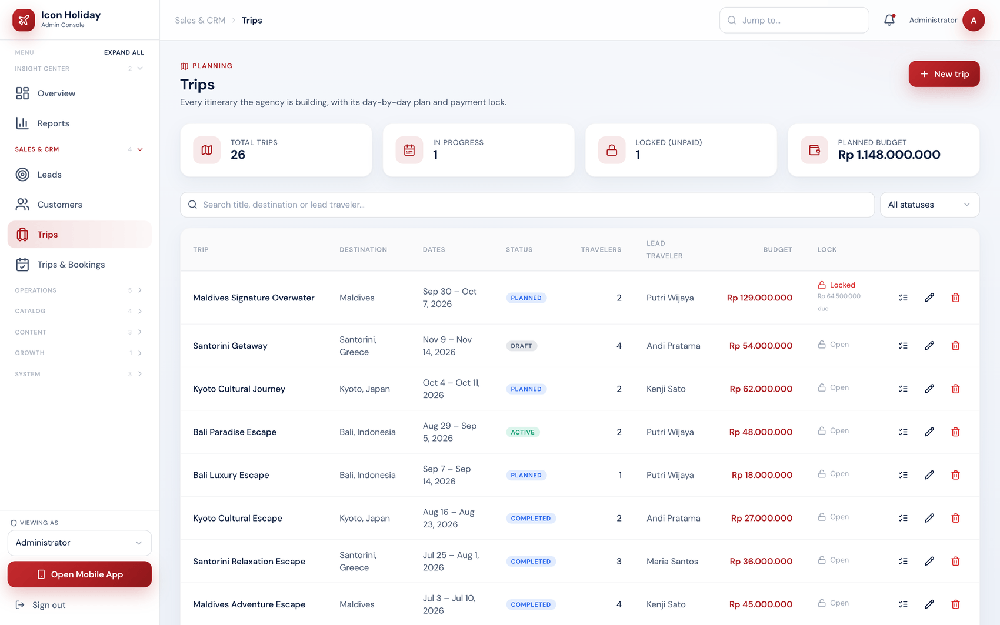 Icon Holiday
Admin Console
Sales & CRM
Trips
Jump to...
Administrator
A
MENU
EXPAND ALL
INSIGHT CENTER
2
Overview
Reports
SALES & CRM
4
Leads
Customers
Trips
Trips & Bookings
OPERATIONS
5
CATALOG
4
CONTENT
3
GROWTH
1
SYSTEM
3
VIEWING AS
Administrator
Open Mobile App
Sign out
PLANNING
Trips
Every itinerary the agency is building, with its day-by-day plan and payment lock.
New trip
TOTAL TRIPS
26
IN PROGRESS
1
LOCKED (UNPAID)
1
PLANNED BUDGET
Rp 1.148.000.000
Search title, destination or lead traveler...
All statuses
TRIP
DESTINATION
DATES
STATUS
TRAVELERS
LEAD
TRAVELER
BUDGET
LOCK
Maldives Signature Overwater
Maldives
Sep 30 – Oct
7, 2026
PLANNED
2
Putri Wijaya
Rp 129.000.000
Locked
Rp 64.500.000
due
Santorini Getaway
Santorini,
Greece
Nov 9 – Nov
14, 2026
DRAFT
4
Andi Pratama
Rp 54.000.000
Open
Kyoto Cultural Journey
Kyoto, Japan
Oct 4 – Oct 11,
2026
PLANNED
2
Kenji Sato
Rp 62.000.000
Open
Bali Paradise Escape
Bali, Indonesia
Aug 29 – Sep
5, 2026
ACTIVE
2
Putri Wijaya
Rp 48.000.000
Open
Bali Luxury Escape
Bali, Indonesia
Sep 7 – Sep
14, 2026
PLANNED
1
Putri Wijaya
Rp 18.000.000
Open
Kyoto Cultural Escape
Kyoto, Japan
Aug 16 – Aug
23, 2026
COMPLETED
2
Andi Pratama
Rp 27.000.000
Open
Santorini Relaxation Escape
Santorini,
Greece
Jul 25 – Aug 1,
2026
COMPLETED
3
Maria Santos
Rp 36.000.000
Open
Maldives Adventure Escape
Maldives
Jul 3 – Jul 10,
2026
COMPLETED
4
Kenji Sato
Rp 45.000.000
Open